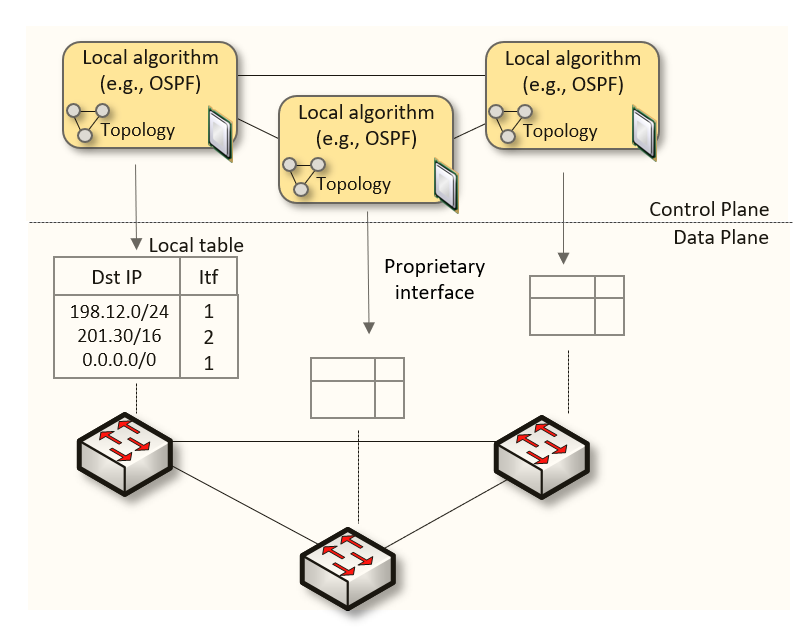 Local algorithm
(e.g., OSPF)
Topology
Local algorithm
(e.g., OSPF)
Topology
Local algorithm
(e.g., OSPF)
Topology
Control Plane
Data Plane
Local table
Dst IP Itf
198.12.0/24 1
201.30/16 2
0.0.0.0/0 1
Proprietary
interface